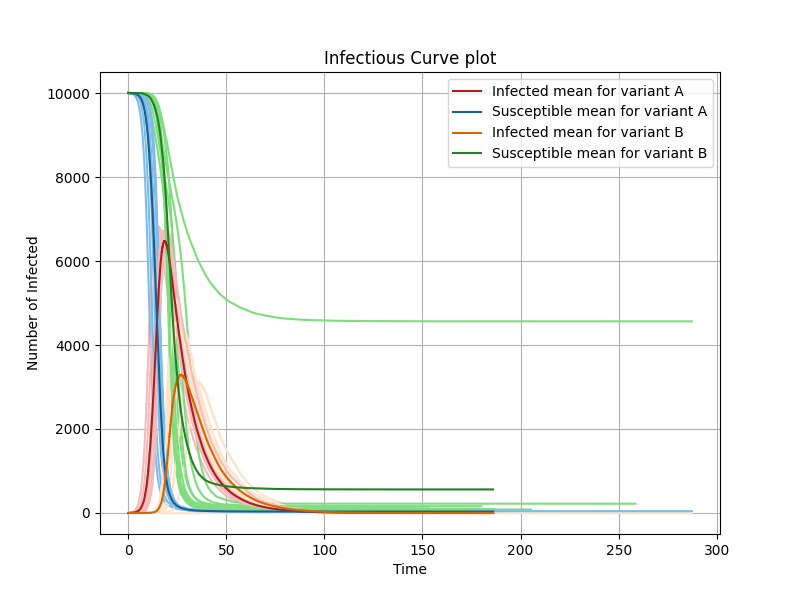 Infectious Curve plot
Infected mean for variant A
Susceptible mean for variant A
Infected mean for variant B
Susceptible mean for variant B
10000
8000
6000
4000
2000
0
Number of Infected
0 50 100 150 200 250 300
Time